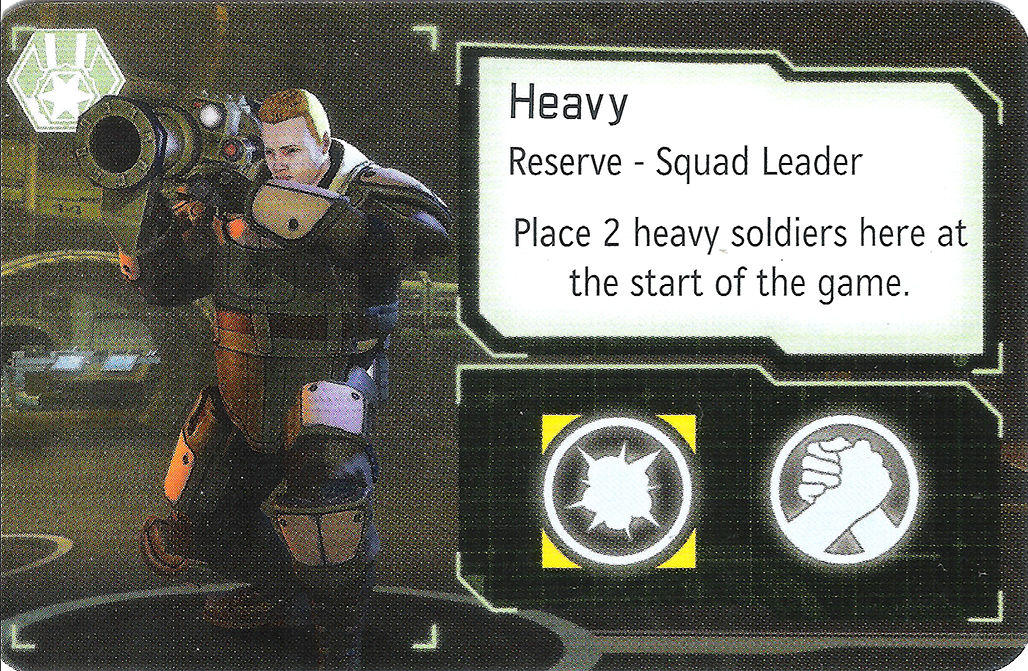 Heavy
Reserve - Squad Leader
Place 2 heavy soldiers here at
the start of the game.